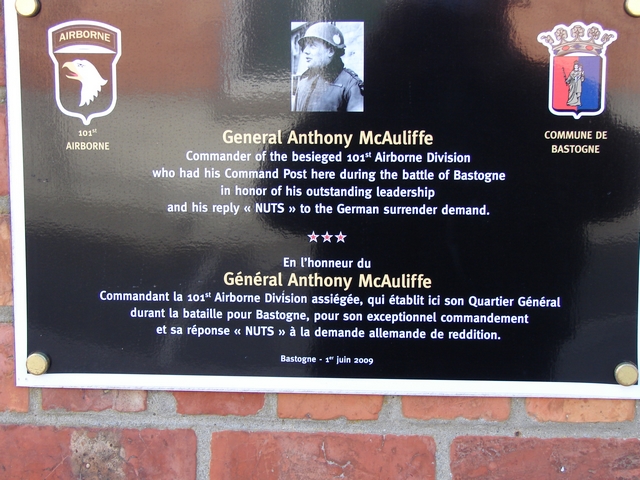 AIRBORNE
101st
AIRBORNE
COMMUNE DE
BASTOGNE
General Anthony McAuliffe
Commander of the besieged 101st Airborne Division
who had his Command Post here during the battle of Bastogne
in honor of his outstanding leadership
and his reply « NUTS » to the German surrender demand.
En l'honneur du
Général Anthony McAuliffe
Commandant la 101st Airborne Division assiégée, qui établit ici son Quartier Général
durant la bataille pour Bastogne, pour son exceptionnel commandement
et sa réponse « NUTS » à la demande allemande de reddition.
Bastogne - 1er juin 2009